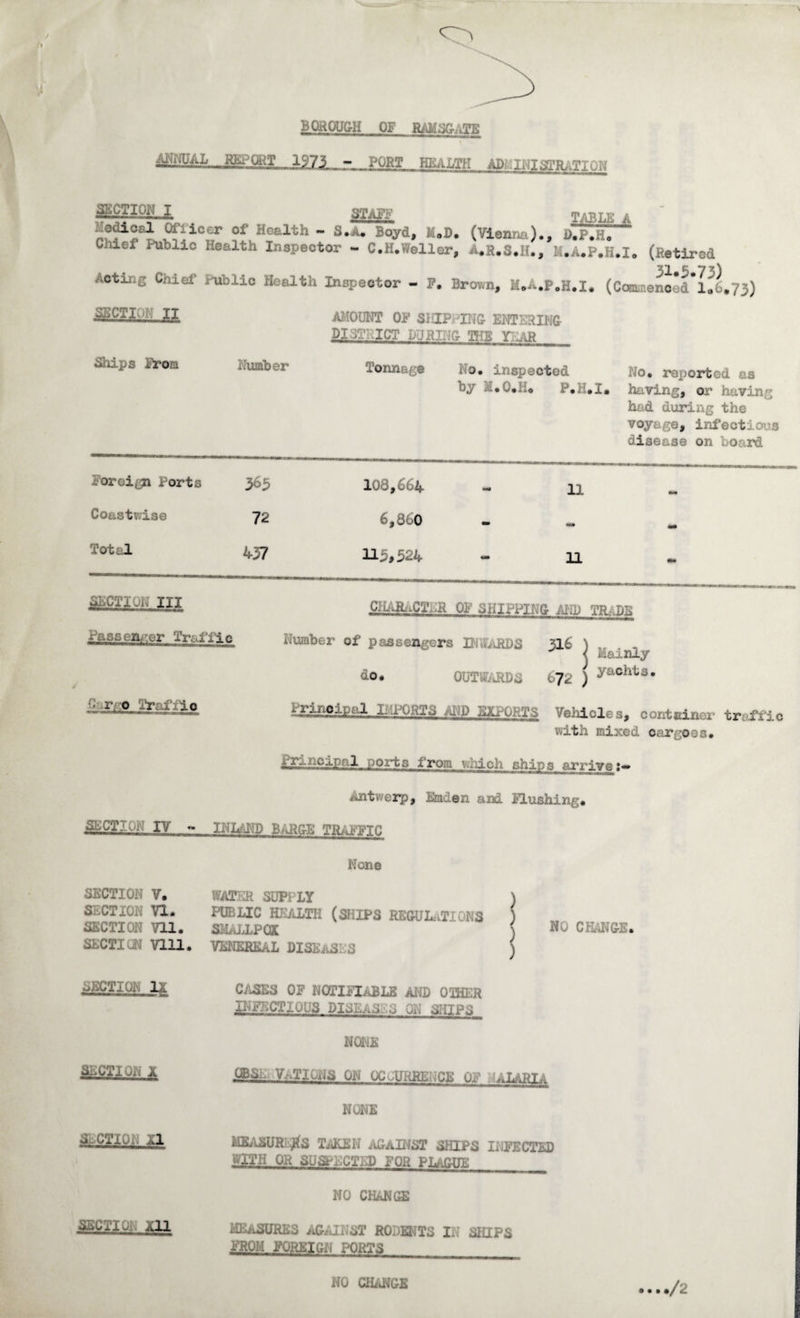 BOROUGH OF RAMSGATE
ANNUAL REPORT 1973 - PORT HEALTH ADMINISTRATION
SECTION I STAFF TABLE A
Medical Officer of Health - S.A. Boyd, M.D. (Vienna)., D.P.H.
Chief Public Health Inspector - C.H.Weller, A.R.S.H., M.A.P.H.I. (Retired 31.5.73)
Acting Chief Public Health Inspector - F. Brown, M.A.P.H.I. (Commenced 1.6.73)
SECTION II AMOUNT OF SHIPPING ENTERING
DISTRICT DURING THE YEAR
Ships From Number Tonnage No. inspected No. reported as
by M.O.H. P.H.I. having, or having
had during the
voyage, infectious
disease on board
Foreign Ports 365 108,664 - 11 -
Coastwise 72 6,860 - - -
Total 437 115,524 - 11 -
SECTION III CHARACTER OF SHIPPING AND TRADE
Passenger Traffic Number of passengers INWARDS 316 ) Mainly
do. OUTWARDS 672 ) yachts.
Cargo Traffic Principal IMPORTS AND EXPORTS Vehicles, container traffic
with mixed cargoes.
Principal ports from which ships arrive:-
Antwerp, Emden and Flushing.
SECTION IV - INLAND BARGE TRAFFIC
None
SECTION V. WATER SUPPLY )
SECTION Vl. PUBLIC HEALTH (SHIPS REGULATIONS )
SECTION Vll. SMALLPOX ) NO CHANGE.
SECTION Vlll. VENEREAL DISEASES )
SECTION lX CASES OF NOTIFIABLE AND OTHER
INFECTIOUS DISEASES ON SHIPS
NONE
SECTION X OBSERVATIONS ON OCCURRENCE OF MALARIA
NONE
SECTION Xl MEASURES TAKEN AGAINST SHIPS INFECTED
WITH OR SUSPECTED FOR PLAGUE
NO CHANGE
SECTION Xll MEASURES AGAINST RODENTS IN SHIPS
FROM FOREIGN PORTS
NO CHANGE
..../2